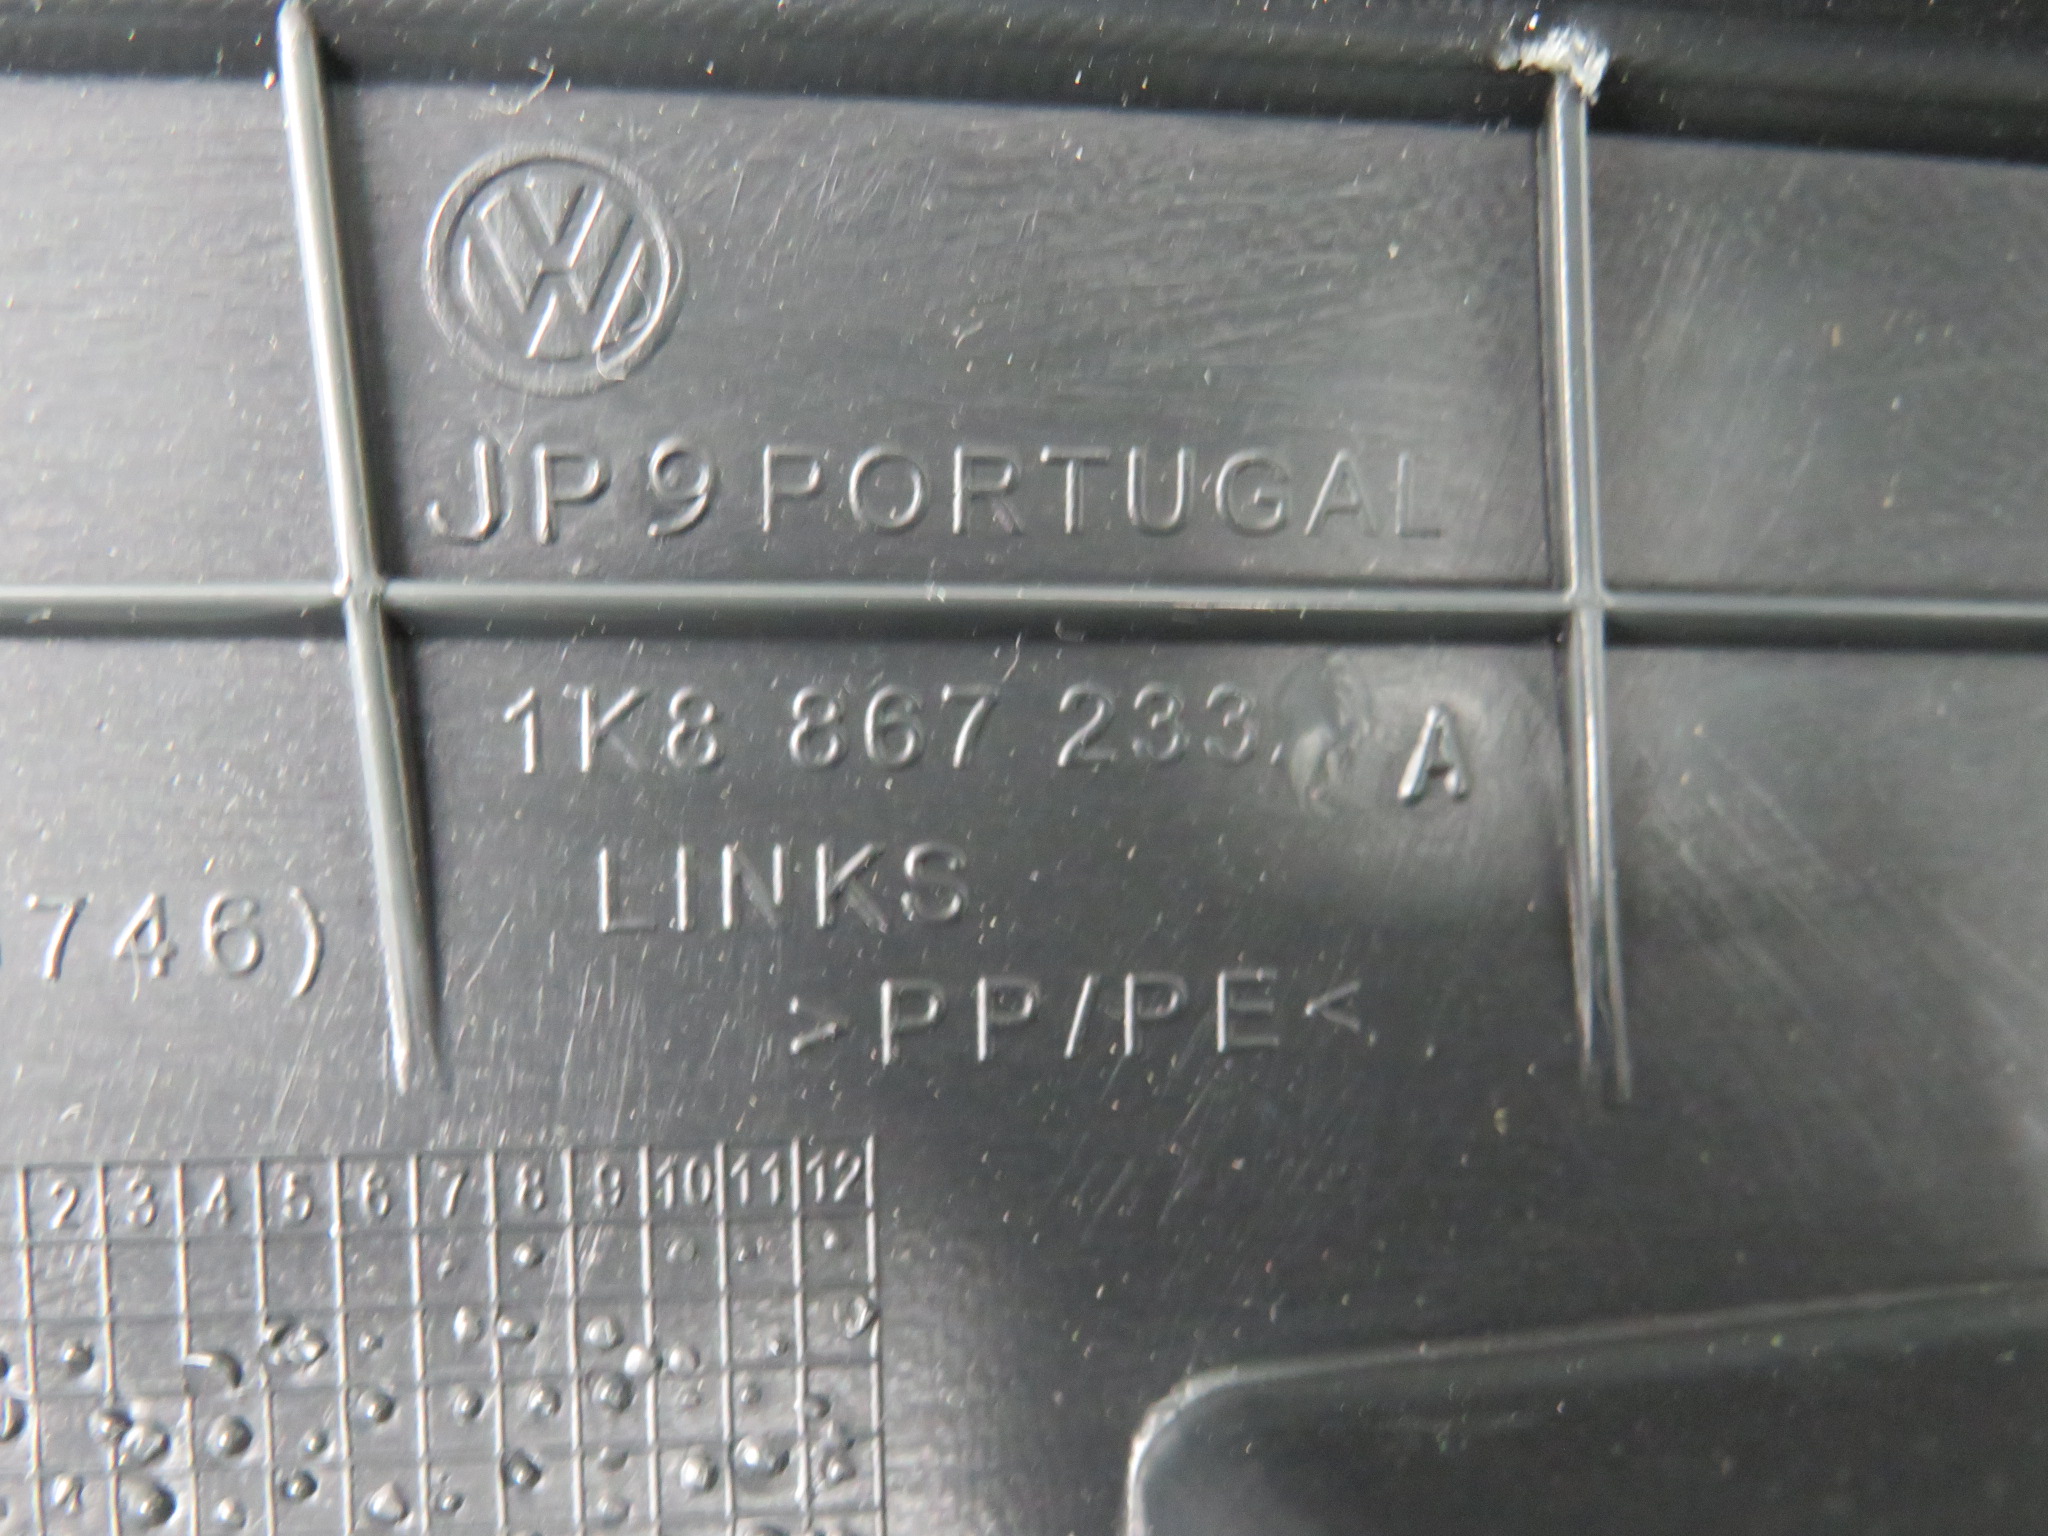 JP9 PORTUGAL
1K8 867 233. A
LINKS
746)
>PP/PE<
2 3 4 5 6 7 8 9 10 11 12